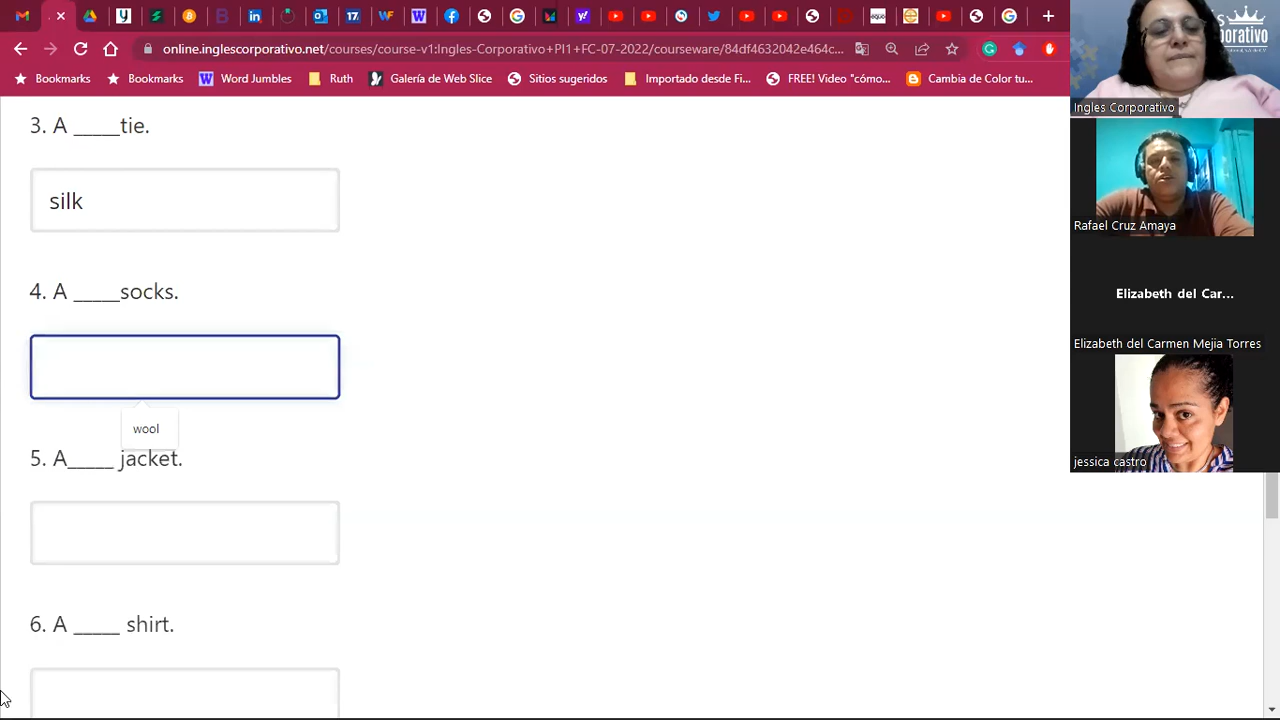 17
WF
W
equo
online.inglescorporativo.net/courses/course-v1:Ingles-Corporativo+PI1+FC-07-2022/courseware/84df4632042e464c...
Bookmarks
Bookmarks
Word Jumbles
Ruth
Galería de Web Slice
Sitios sugeridos
Importado desde Fi...
FREE! Video "cómo...
Cambia de Color tu...
3. A _____tie.
silk
4. A _____socks.
wool
5. A_____ jacket.
6. A _____ shirt.
Ingles Corporativo
Rafael Cruz Amaya
Elizabeth del Car...
Elizabeth del Carmen Mejia Torres
jessica castro